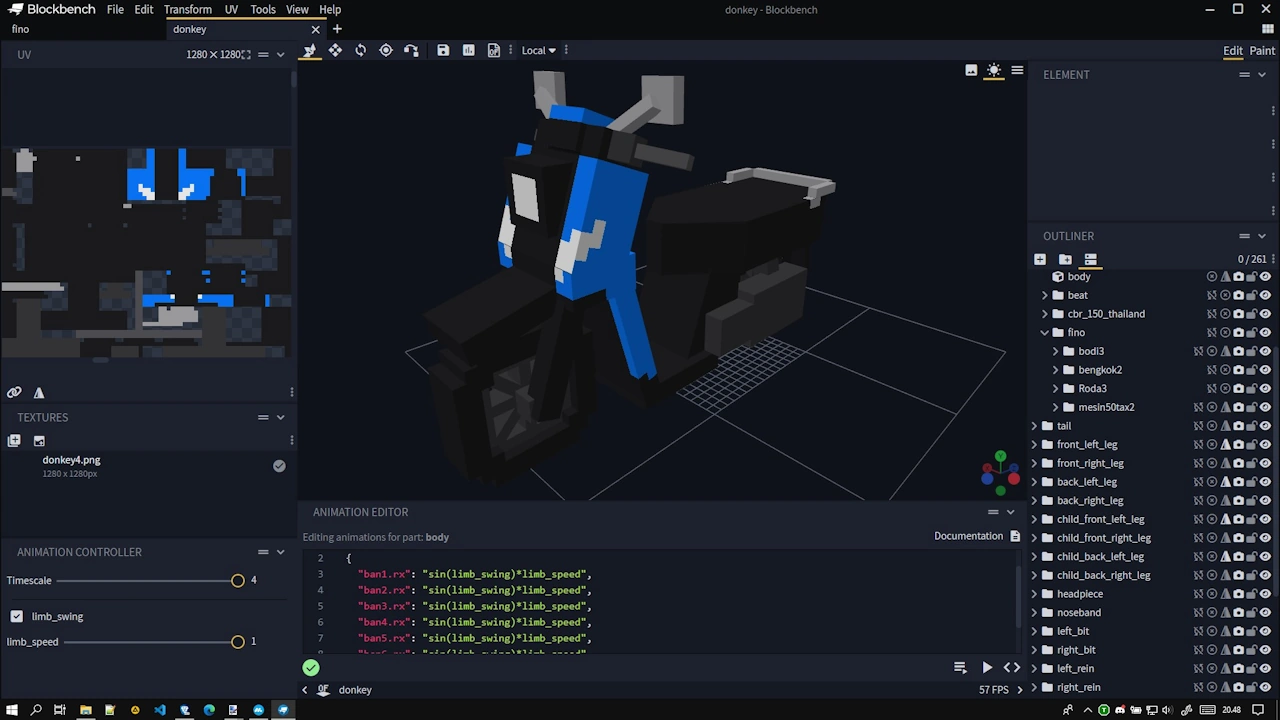 Blockbench File Edit Transform UV Tools View Help
donkey - Blockbench
fino donkey
UV 1280 × 1280
Local
Edit Paint
ELEMENT
OUTLINER
0 / 261
body
beat
cbr_150_thailand
fino
bodi3
bengkok2
Roda3
mesin50tax2
tail
front_left_leg
front_right_leg
back_left_leg
back_right_leg
child_front_left_leg
child_front_right_leg
child_back_left_leg
child_back_right_leg
headpiece
noseband
left_bit
right_bit
left_rein
right_rein
TEXTURES
donkey4.png
1280 x 1280px
ANIMATION CONTROLLER
Timescale 4
limb_swing
limb_speed 1
ANIMATION EDITOR
Editing animations for part: body
Documentation
2 {
3 "ban1.rx": "sin(limb_swing)*limb_speed",
4 "ban2.rx": "sin(limb_swing)*limb_speed",
5 "ban3.rx": "sin(limb_swing)*limb_speed",
6 "ban4.rx": "sin(limb_swing)*limb_speed",
7 "ban5.rx": "sin(limb_swing)*limb_speed",
OF donkey
57 FPS
20.48